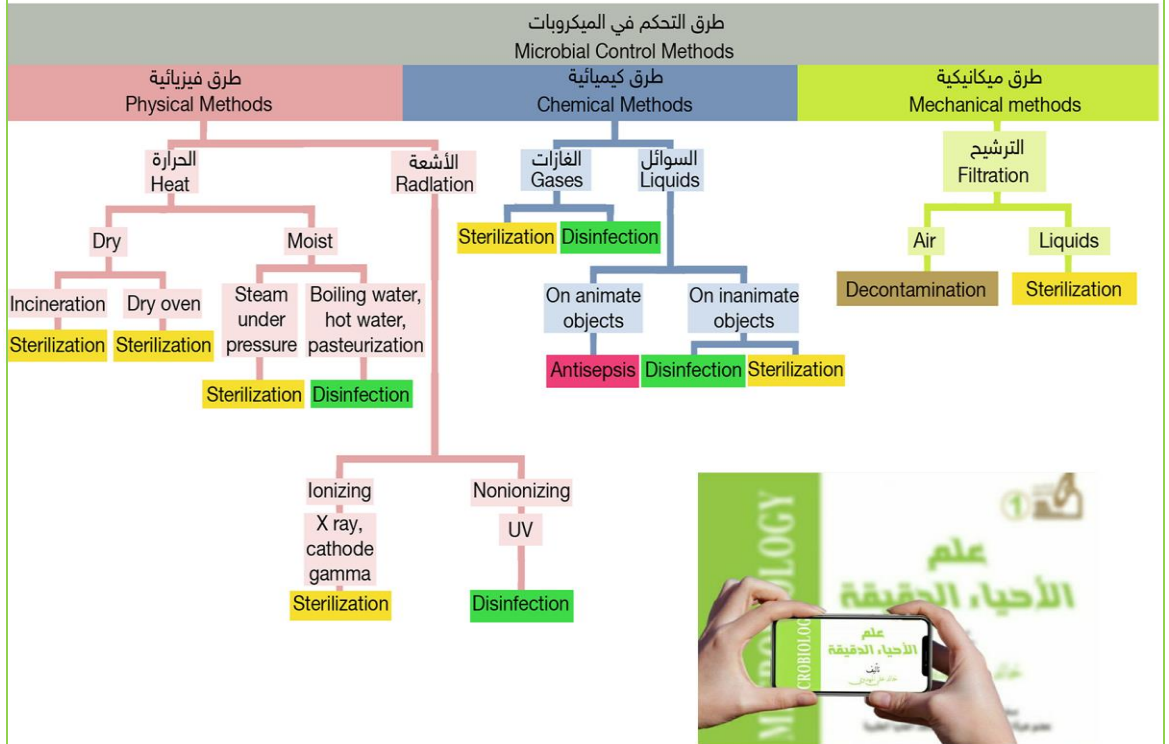 طرق التحكم في الميكروبات
Microbial Control Methods
طرق فيزيائية
Physical Methods
طرق كيميائية
Chemical Methods
طرق ميكانيكية
Mechanical methods
الحرارة
Heat
الأشعة
Radlation
الغازات
Gases
السوائل
Liquids
الترشيح
Filtration
Dry
Moist
Sterilization
Disinfection
Air
Liquids
Incineration
Dry oven
Steam
under
pressure
Boiling water,
hot water,
pasteurization
On animate
objects
On inanimate
objects
Decontamination
Sterilization
Sterilization
Sterilization
Antisepsis
Disinfection
Sterilization
Sterilization
Disinfection
Ionizing
Nonionizing
X ray,
cathode
gamma
UV
Sterilization
Disinfection
1
علم
الأحياء الدقيقة
علم
الأحياء الدقيقة
تأليف